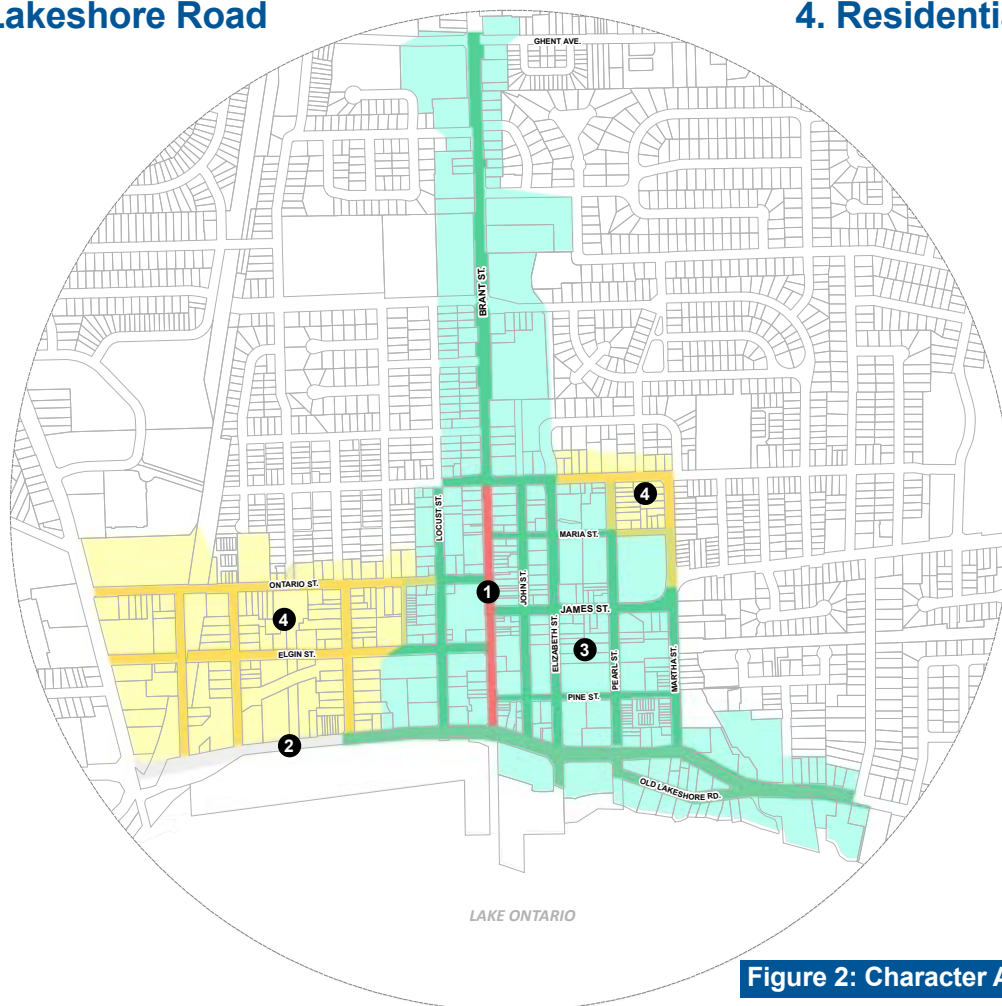 Lakeshore Road
4. Residentia
GHENT AVE.
BRANT ST.
LOCUST ST.
4
MARIA ST.
ONTARIO ST.
1
JOHN ST.
JAMES ST.
4
ELIZABETH ST.
3
ELGIN ST.
PEARL ST.
MARTHA ST.
PINE ST.
2
OLD LAKESHORE RD.
LAKE ONTARIO
Figure 2: Character A